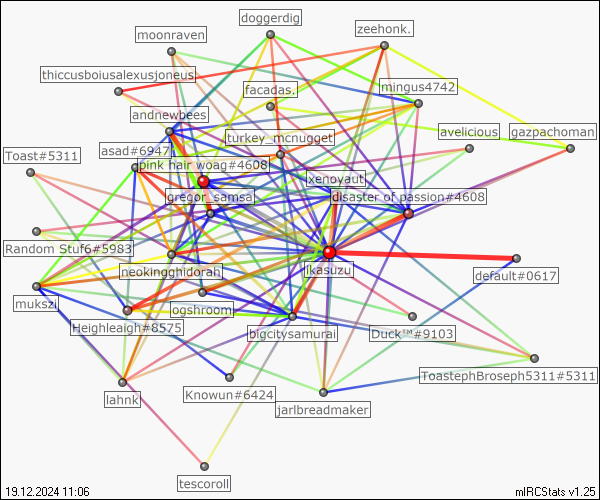 doggerdig
zeehonk.
moonraven
thiccusboiusalexusjoneus
mingus4742
facadas.
andnewbees
turkey_mcnugget
avelicious
gazpachoman
Toast#5311
asad#6947
pink hair woag#4608
xenoyaut
gregor_samsa
disaster of passion#4608
Random Stuf6#5983
neokingghidorah
ikasuzu
default#0617
mukszi
ogshroom
Heighleaigh#8575
bigcitysamurai
Duck™#9103
ToastephBroseph5311#5311
lahnk
Knowun#6424
jarlbreadmaker
tescoroll
19.12.2024 11:06
mIRCStats v1.25